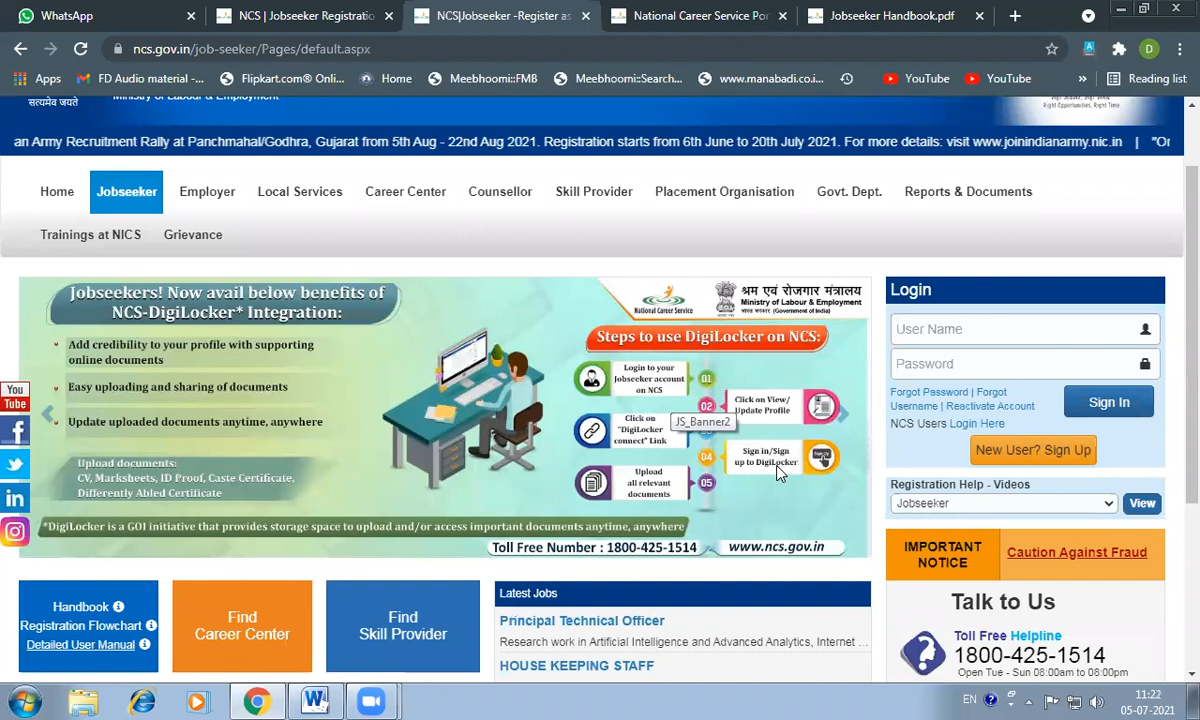 WhatsApp
NCS | Jobseeker Registratio
NCS|Jobseeker -Register as
National Career Service Por
Jobseeker Handbook.pdf
ncs.gov.in/job-seeker/Pages/default.aspx
D
Apps
FD Audio material -...
Flipkart.com® Onli...
Home
Meebhoomi::FMB
Meebhoomi::Search...
www.manabadi.co.i...
YouTube
YouTube
»
Reading list
सत्यमेव जयते
Ministry of Labour & Employment
Right Opportunities, Right Time
an Army Recruitment Rally at Panchmahal/Godhra, Gujarat from 5th Aug - 22nd Aug 2021. Registration starts from 6th June to 20th July 2021. For more details: visit www.joinindianarmy.nic.in | "Or
Home
Jobseeker
Employer
Local Services
Career Center
Counsellor
Skill Provider
Placement Organisation
Govt. Dept.
Reports & Documents
Trainings at NICS
Grievance
You
Tube
Jobseekers! Now avail below benefits of
NCS-DigiLocker* Integration:
Add credibility to your profile with supporting
online documents
Easy uploading and sharing of documents
Update uploaded documents anytime, anywhere
Upload documents:
CV, Marksheets, ID Proof, Caste Certificate,
Differently Abled Certificate
*DigiLocker is a GOI initiative that provides storage space to upload and/or access important documents anytime, anywhere
National Career Service
श्रम एवं रोजगार मंत्रालय
Ministry of Labour & Employment
भारत सरकार (Government of India)
Steps to use DigiLocker on NCS:
Login to your
Jobseeker account
on NCS
01
02
Click on View/
Update Profile
Click on
"DigiLocker
connect" Link
JS_Banner2
04
Sign in/Sign
up to DigiLocker
Upload
all relevant
documents
05
Toll Free Number : 1800-425-1514
www.ncs.gov.in
Login
User Name
Password
Forgot Password | Forgot
Username | Reactivate Account
NCS Users Login Here
Sign In
New User? Sign Up
Registration Help - Videos
Jobseeker
View
IMPORTANT
NOTICE
Caution Against Fraud
Talk to Us
Toll Free Helpline
1800-425-1514
Open Tue - Sun 08:00am to 08:00pm
Handbook
Registration Flowchart
Detailed User Manual
Find
Career Center
Find
Skill Provider
Latest Jobs
Principal Technical Officer
Research work in Artificial Intelligence and Advanced Analytics, Internet ...
HOUSE KEEPING STAFF
EN
11:22
05-07-2021